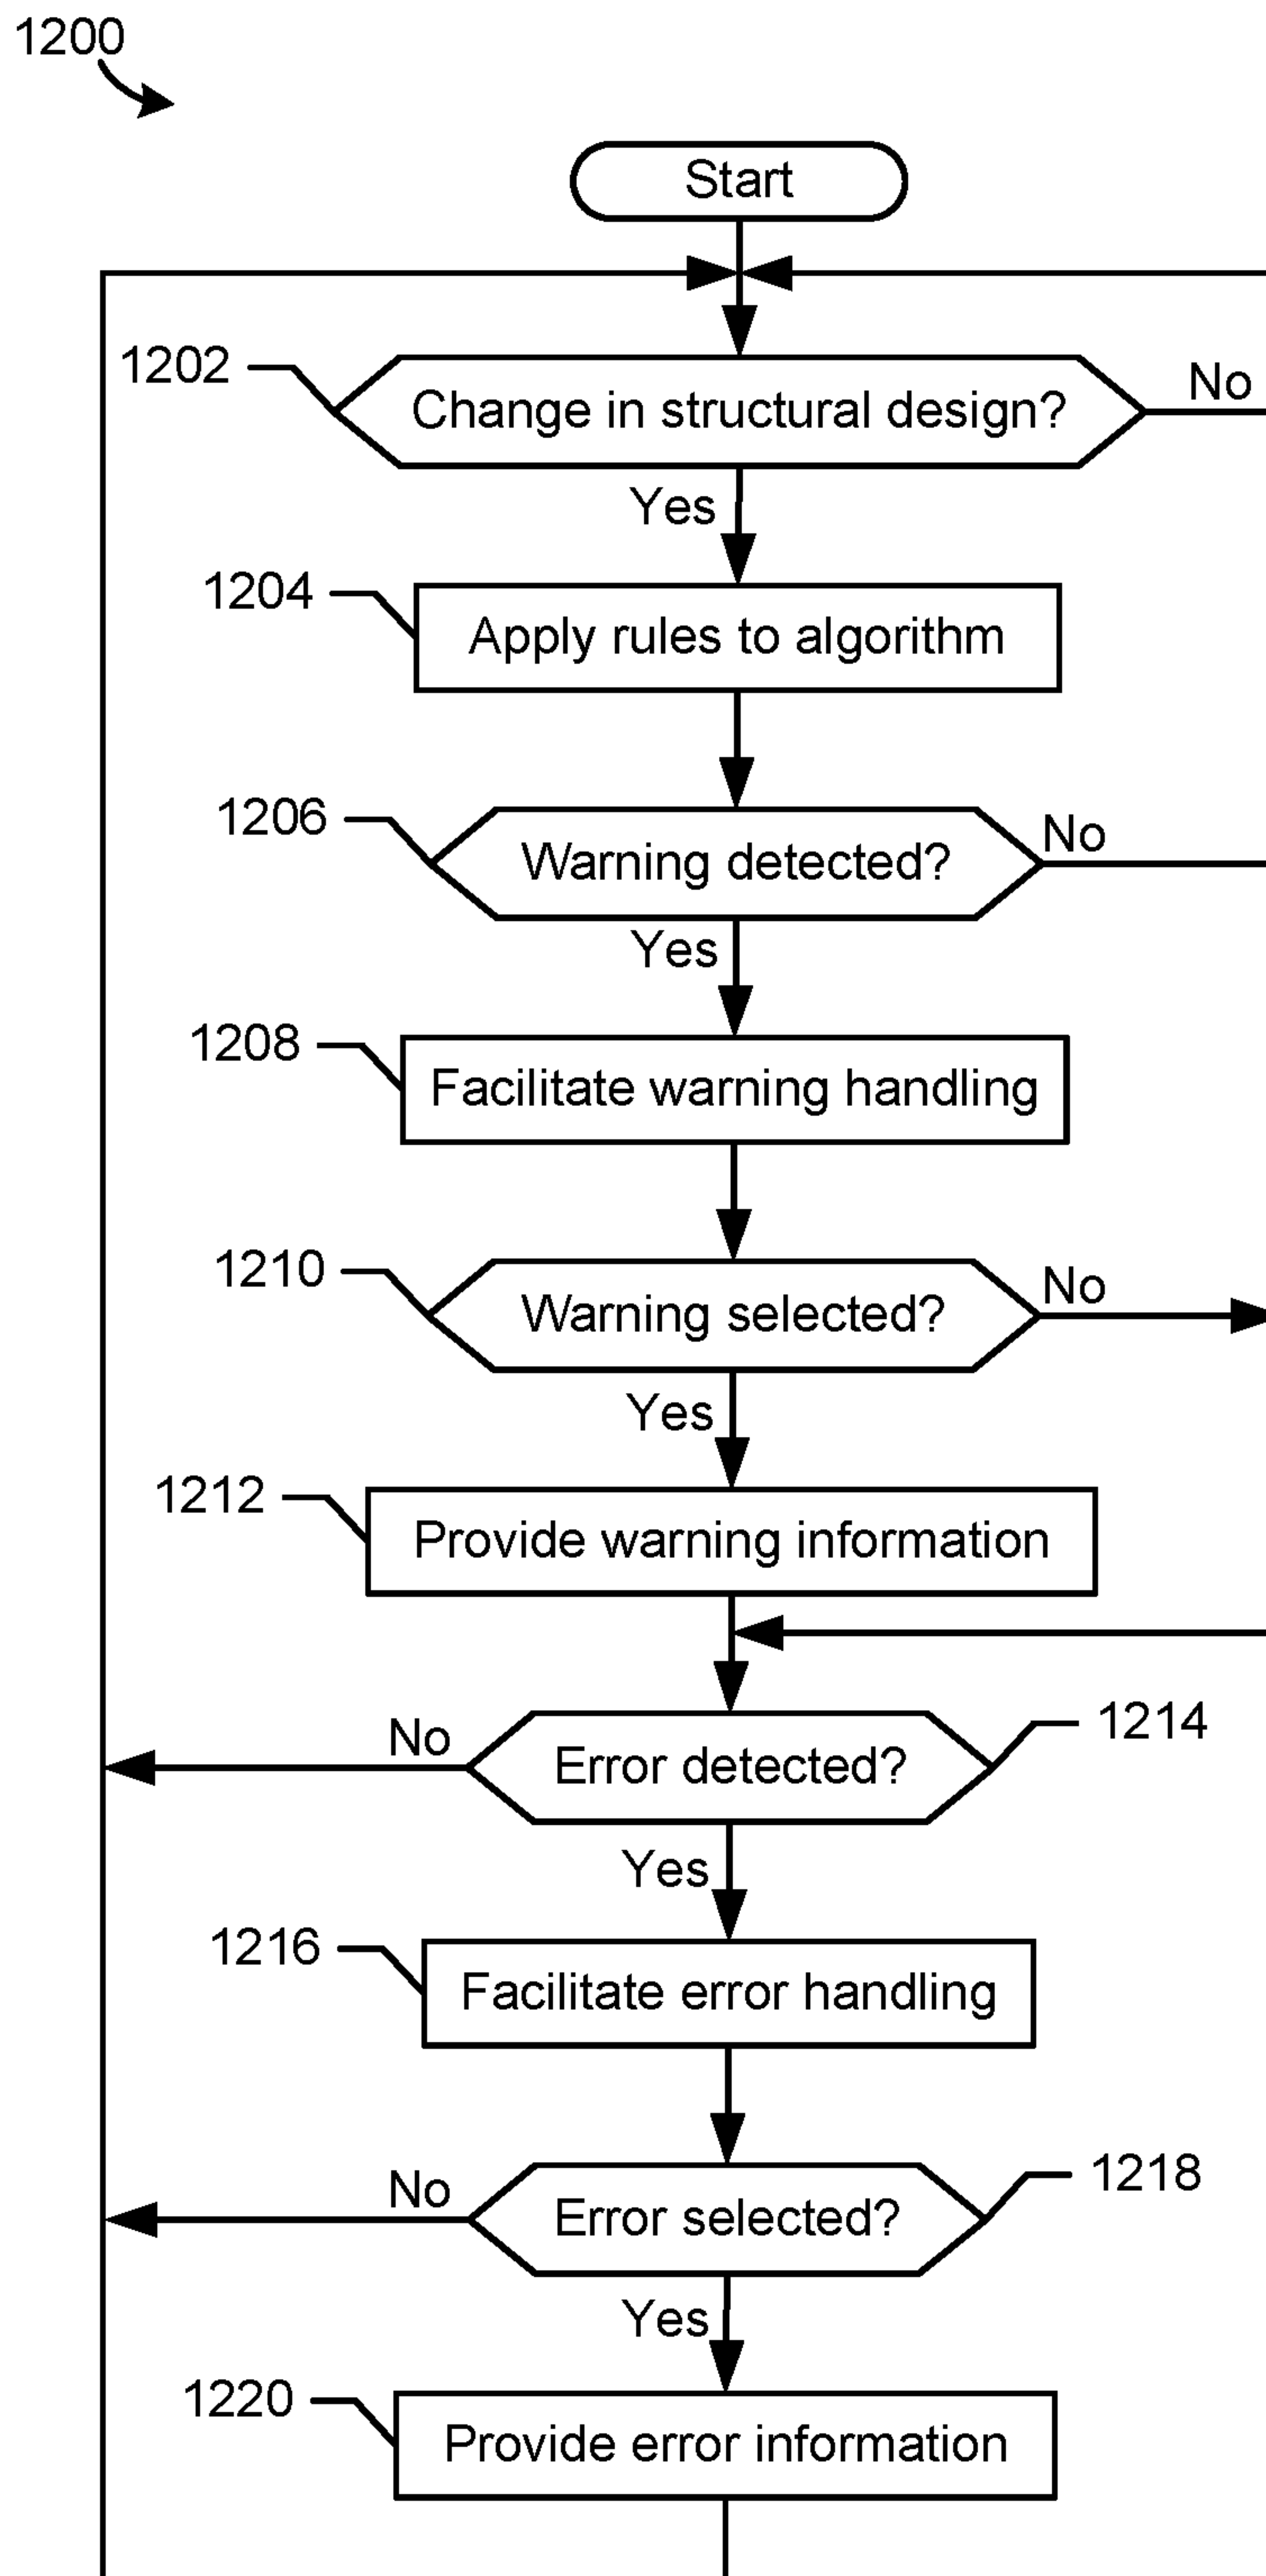 1200
Start
1202
Change in structural design?
No
Yes
1204
Apply rules to algorithm
1206
Warning detected?
No
Yes
1208
Facilitate warning handling
1210
Warning selected?
No
Yes
1212
Provide warning information
No
Error detected?
1214
Yes
1216
Facilitate error handling
No
Error selected?
1218
Yes
1220
Provide error information